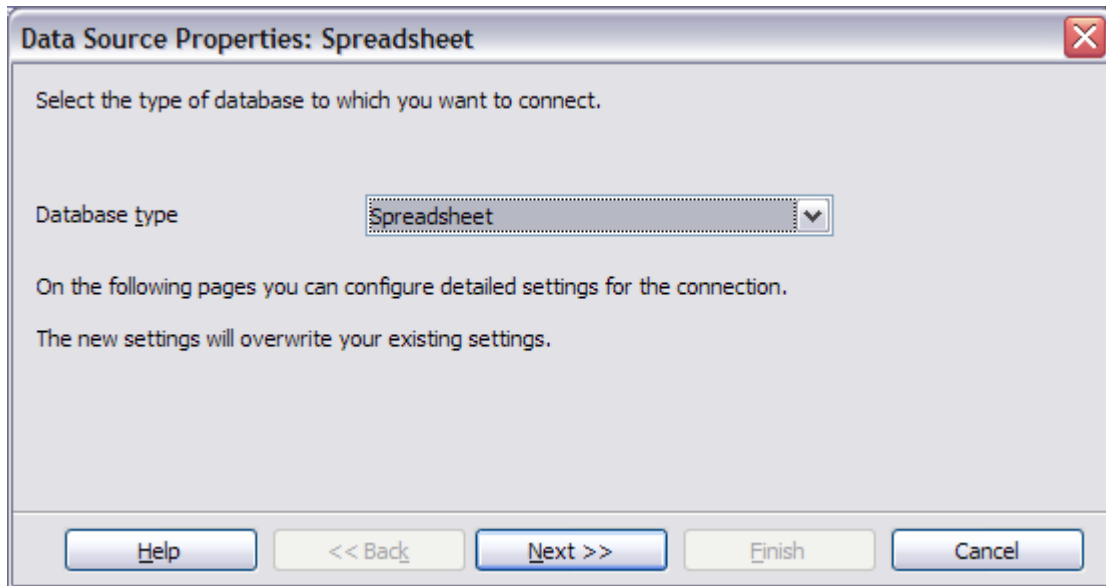 Data Source Properties: Spreadsheet
Select the type of database to which you want to connect.
Database type Spreadsheet
On the following pages you can configure detailed settings for the connection.
The new settings will overwrite your existing settings.
Help << Back Next >> Finish Cancel